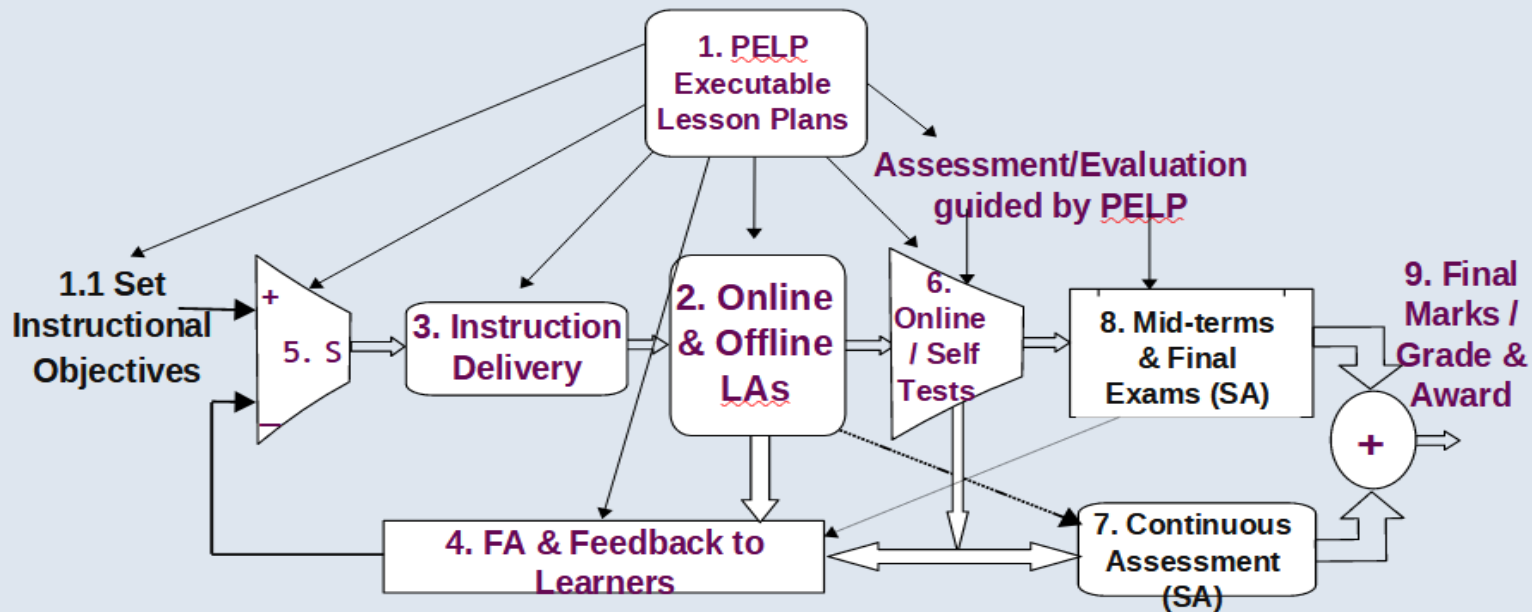 1. PELP
Executable
Lesson Plans
Assessment/Evaluation
guided by PELP
1.1 Set
Instructional
Objectives
+
5. S
–
3. Instruction
Delivery
2. Online
& Offline
LAs
6.
Online
/ Self
Tests
8. Mid-terms
& Final
Exams (SA)
9. Final
Marks /
Grade &
Award
+
4. FA & Feedback to
Learners
7. Continuous
Assessment
(SA)